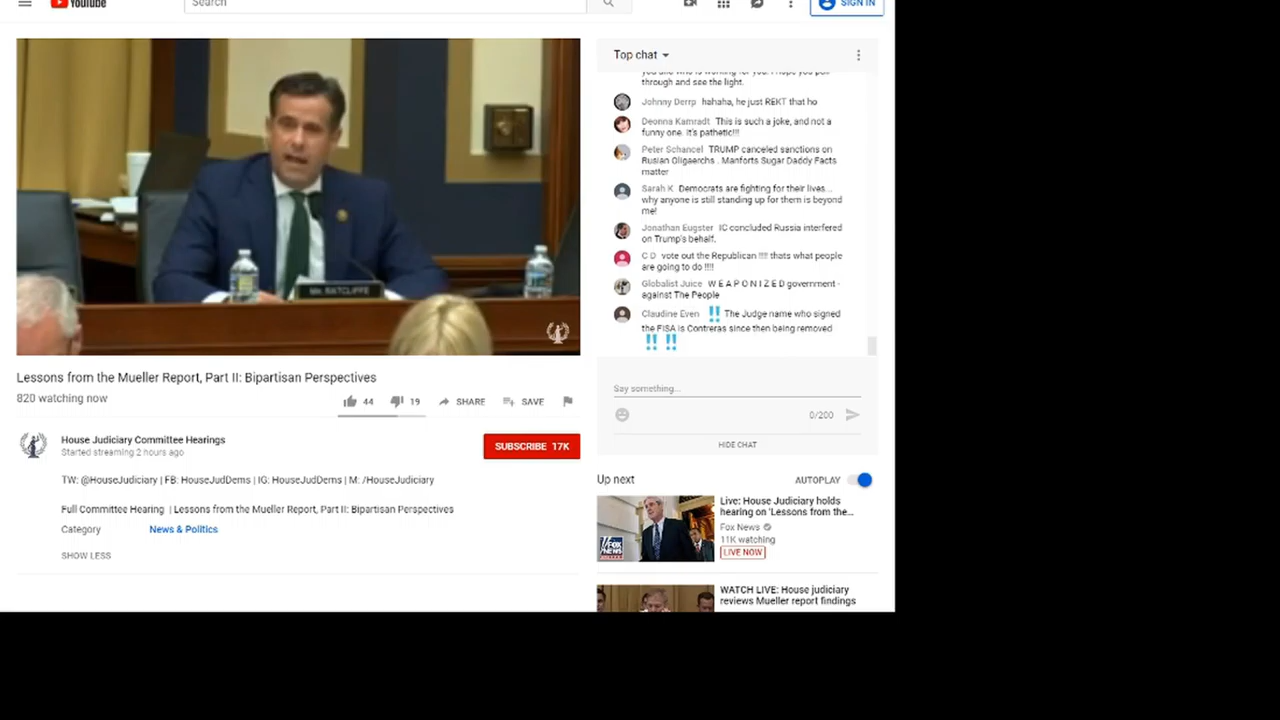 YouTube
Search
SIGN IN
Top chat
through and see the light.
Johnny Derrp hahaha, he just REKT that ho
Deonna Kamradt This is such a joke, and not a
funny one. It's pathetic!!!
Peter Schancel TRUMP canceled sanctions on
Rusian Oligaerchs . Manforts Sugar Daddy Facts
matter
Sarah K Democrats are fighting for their lives...
why anyone is still standing up for them is beyond
me!
Jonathan Eugster IC concluded Russia interfered
on Trump's behalf.
C D vote out the Republican !!!! thats what people
are going to do !!!!
Globalist Juice W E A P O N I Z E D government -
against The People
Claudine Even ‼ The Judge name who signed
the FISA is Contreras since then being removed
‼ ‼
Say something...
0/200
HIDE CHAT
MR. RATCLIFFE
Lessons from the Mueller Report, Part II: Bipartisan Perspectives
820 watching now
44
19
SHARE
SAVE
House Judiciary Committee Hearings
Started streaming 2 hours ago
SUBSCRIBE 17K
TW: @HouseJudiciary | FB: HouseJudDems | IG: HouseJudDems | M: /HouseJudiciary
Full Committee Hearing | Lessons from the Mueller Report, Part II: Bipartisan Perspectives
Category News & Politics
SHOW LESS
Up next
AUTOPLAY
FOX
NEWS
Live: House Judiciary holds
hearing on 'Lessons from the...
Fox News
11K watching
LIVE NOW
WATCH LIVE: House judiciary
reviews Mueller report findings